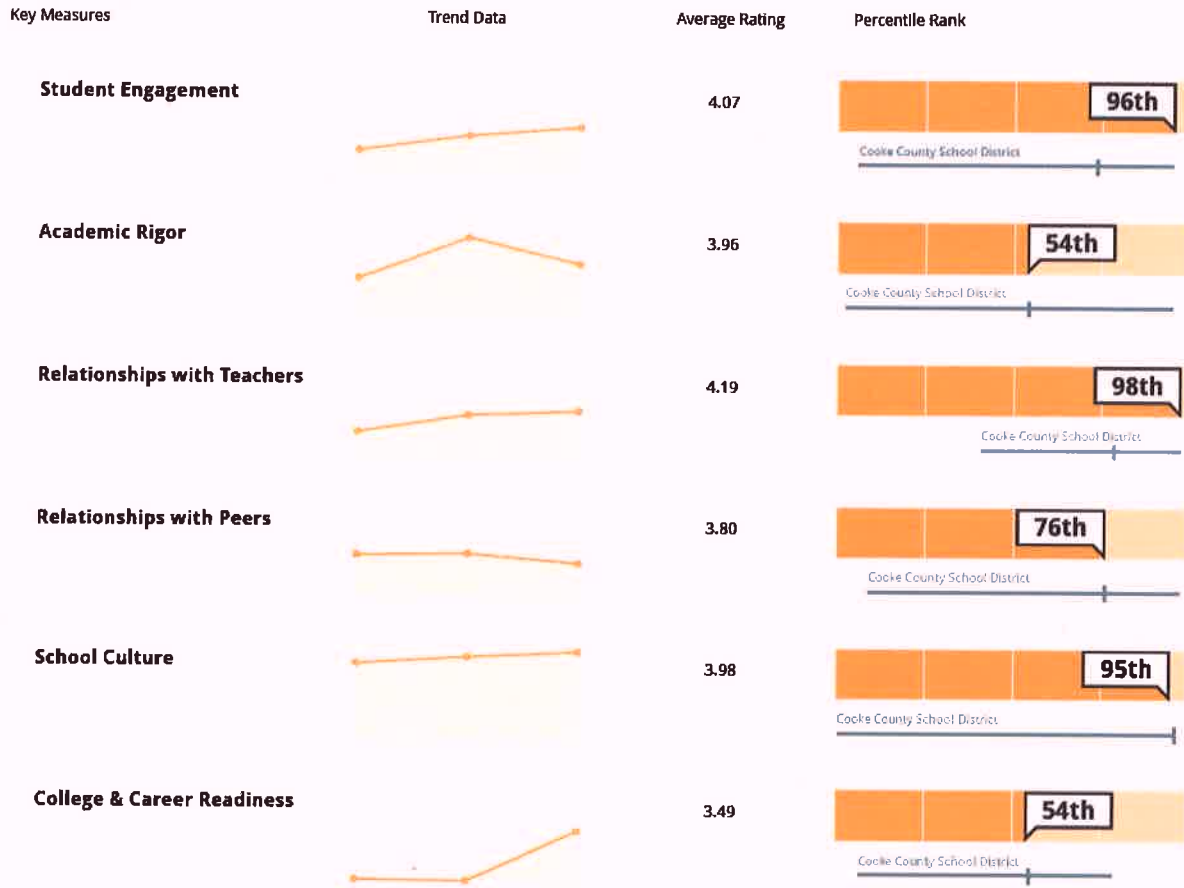 Key Measures Trend Data Average Rating Percentile Rank
Student Engagement 4.07 96th
Cooke County School District
Academic Rigor 3.96 54th
Cooke County School District
Relationships with Teachers 4.19 98th
Cooke County School District
Relationships with Peers 3.80 76th
Cooke County School District
School Culture 3.98 95th
Cooke County School District
College & Career Readiness 3.49 54th
Cooke County School District